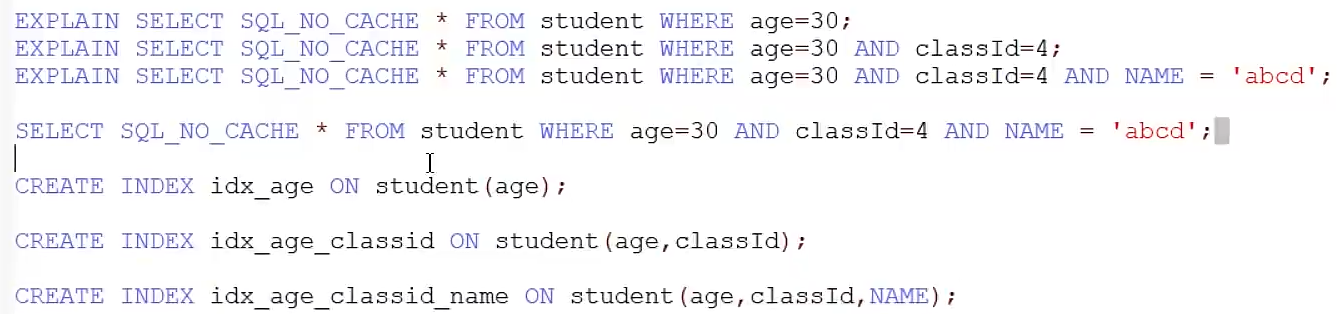 EXPLAIN SELECT SQL_NO_CACHE * FROM student WHERE age=30;
EXPLAIN SELECT SQL_NO_CACHE * FROM student WHERE age=30 AND classId=4;
EXPLAIN SELECT SQL_NO_CACHE * FROM student WHERE age=30 AND classId=4 AND NAME = 'abcd';
SELECT SQL_NO_CACHE * FROM student WHERE age=30 AND classId=4 AND NAME = 'abcd';
CREATE INDEX idx_age ON student(age);
CREATE INDEX idx_age_classid ON student(age,classId);
CREATE INDEX idx_age_classid_name ON student(age,classId,NAME);